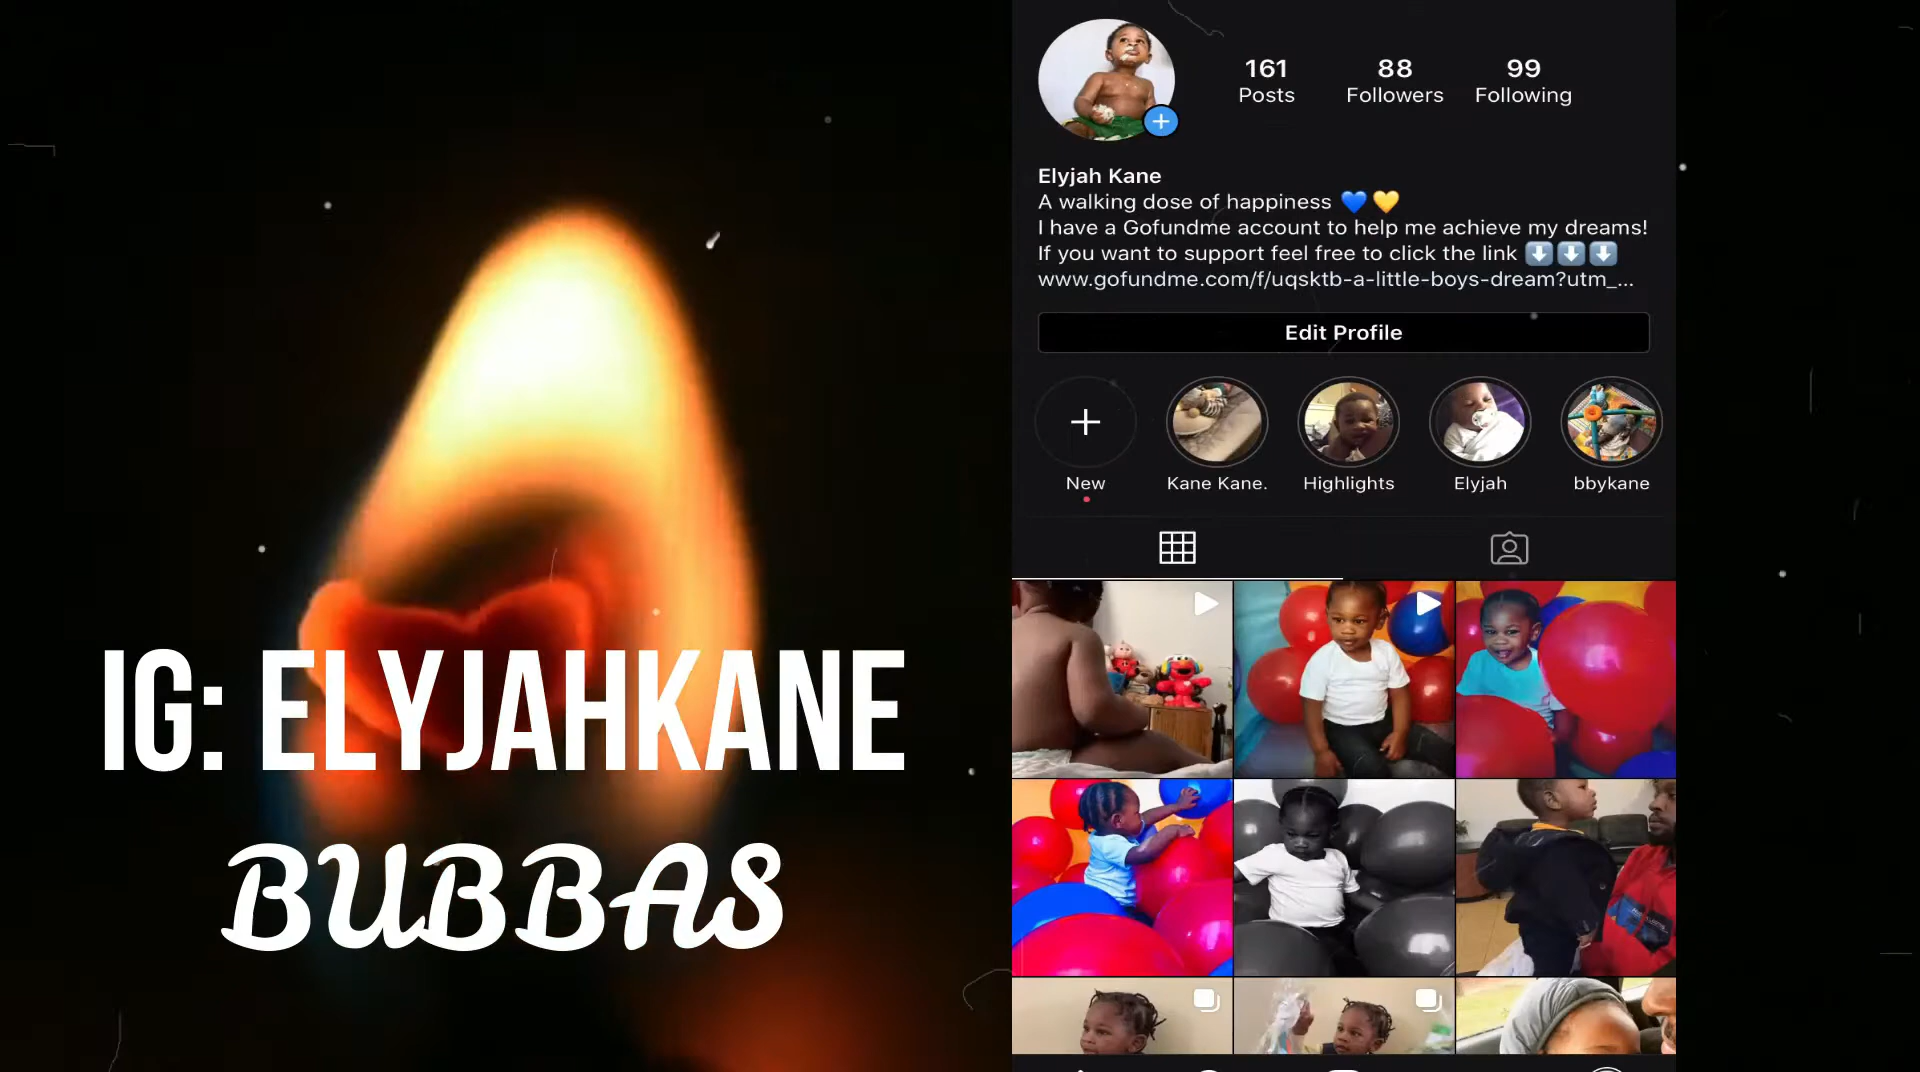 IG: ELYJAHKANE
BUBBAS
161 88 99
Posts Followers Following
Elyjah Kane
A walking dose of happiness 💙 💛
I have a Gofundme account to help me achieve my dreams!
If you want to support feel free to click the link ⬇️⬇️⬇️
www.gofundme.com/f/uqsktb-a-little-boys-dream?utm_...
Edit Profile
New Kane Kane. Highlights Elyjah bbykane